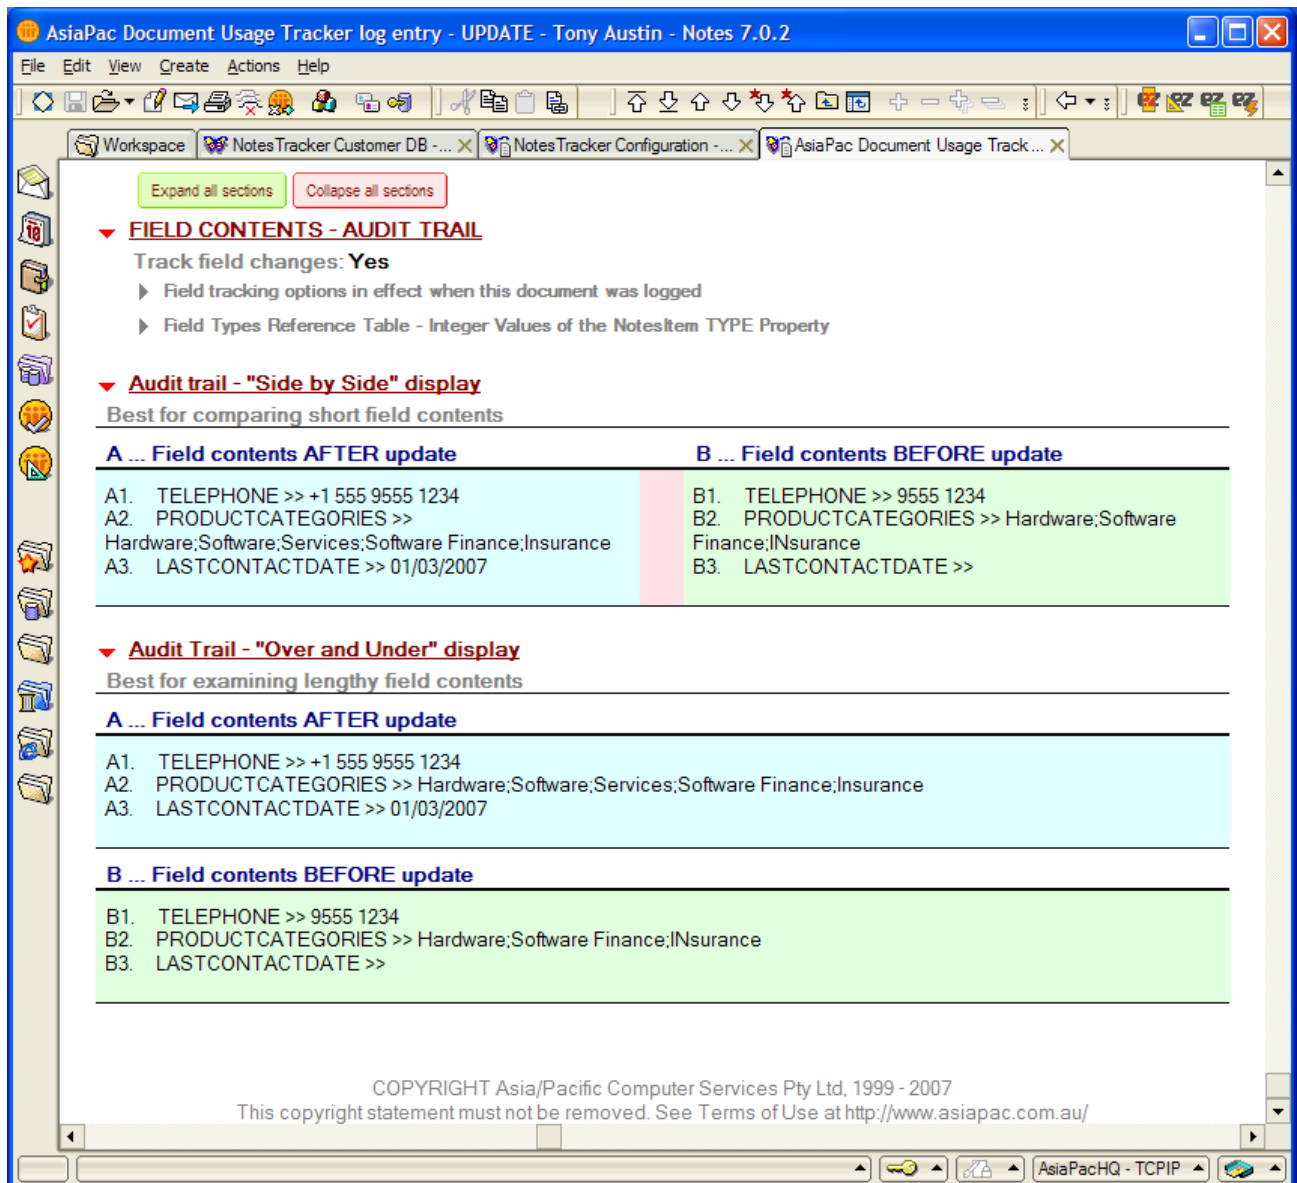 AsiaPac Document Usage Tracker log entry - UPDATE - Tony Austin - Notes 7.0.2
File Edit View Create Actions Help
Workspace NotesTracker Customer DB -... NotesTracker Configuration -... AsiaPac Document Usage Track...
Expand all sections Collapse all sections
FIELD CONTENTS - AUDIT TRAIL
Track field changes: Yes
Field tracking options in effect when this document was logged
Field Types Reference Table - Integer Values of the NotesItem TYPE Property
Audit trail - "Side by Side" display
Best for comparing short field contents
A ... Field contents AFTER update
A1. TELEPHONE >> +1 555 9555 1234
A2. PRODUCTCATEGORIES >>
Hardware;Software;Services;Software Finance;Insurance
A3. LASTCONTACTDATE >> 01/03/2007
B ... Field contents BEFORE update
B1. TELEPHONE >> 9555 1234
B2. PRODUCTCATEGORIES >> Hardware;Software
Finance;INsurance
B3. LASTCONTACTDATE >>
Audit Trail - "Over and Under" display
Best for examining lengthy field contents
A ... Field contents AFTER update
A1. TELEPHONE >> +1 555 9555 1234
A2. PRODUCTCATEGORIES >> Hardware;Software;Services;Software Finance;Insurance
A3. LASTCONTACTDATE >> 01/03/2007
B ... Field contents BEFORE update
B1. TELEPHONE >> 9555 1234
B2. PRODUCTCATEGORIES >> Hardware;Software Finance;INsurance
B3. LASTCONTACTDATE >>
COPYRIGHT Asia/Pacific Computer Services Pty Ltd, 1999 - 2007
This copyright statement must not be removed. See Terms of Use at http://www.asiapac.com.au/
AsiaPacHQ - TCPIP